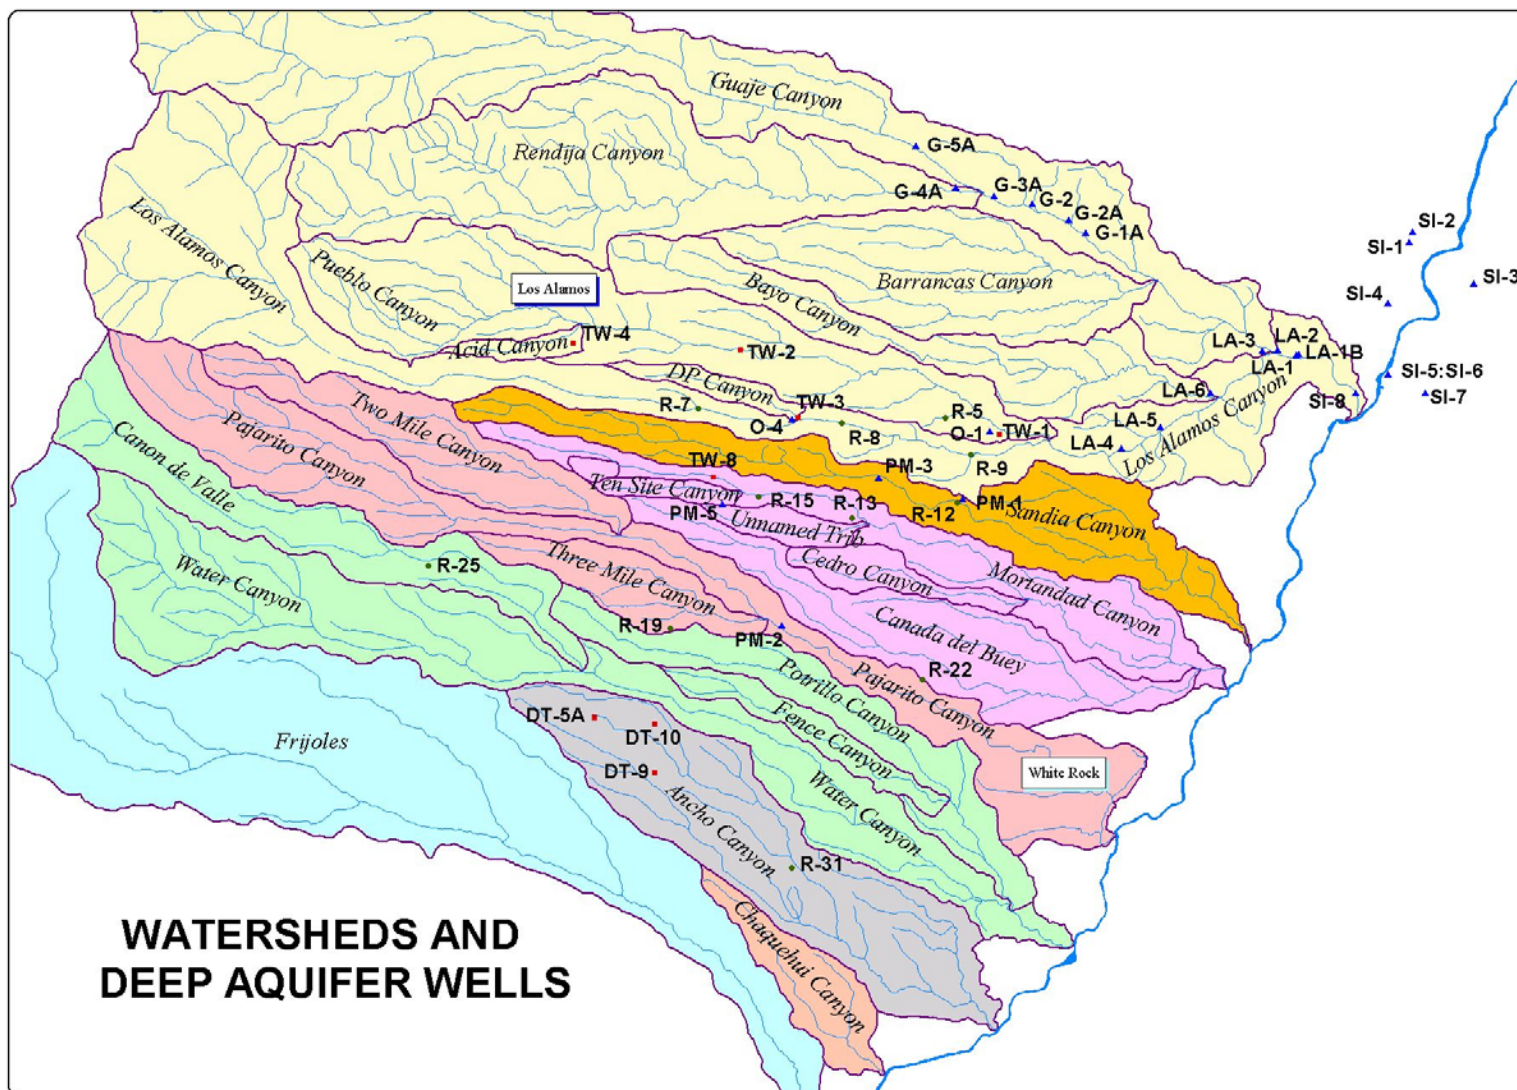 Guaje Canyon
G-5A
Rendija Canyon
G-4A
G-3A
G-2
G-2A
G-1A
SI-2
SI-1
SI-3
SI-4
Los Alamos Canyon
Pueblo Canyon
Los Alamos
Barrancas Canyon
Bayo Canyon
TW-4
Acid Canyon
TW-2
LA-3
LA-2
LA-1B
LA-1
SI-5:SI-6
SI-7
SI-8
DP Canyon
LA-6
R-7
TW-3
R-5
O-4
R-8
O-1
TW-1
LA-5
LA-4
Los Alamos Canyon
Two Mile Canyon
Pajarito Canyon
Canon de Valle
TW-8
PM-3
R-9
Ten Site Canyon
R-15
R-13
R-12
PM-1
Sandia Canyon
PM-5
Unnamed Trib
Cedro Canyon
Mortandad Canyon
Three Mile Canyon
R-25
Water Canyon
R-19
PM-2
Canada del Buey
R-22
Potrillo Canyon
Pajarito Canyon
Fence Canyon
DT-5A
DT-10
DT-9
Frijoles
Water Canyon
White Rock
Ancho Canyon
R-31
Chaquehui Canyon
WATERSHEDS AND
DEEP AQUIFER WELLS